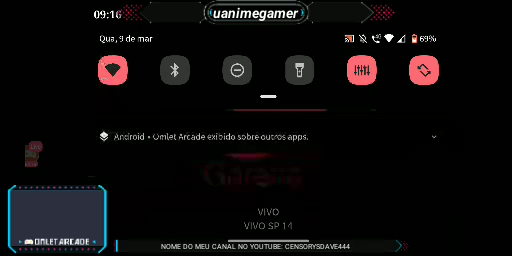 09:16
uanimegamer
Qua, 9 de mar
69%
Android • Omlet Arcade exibido sobre outros apps.
VIVO
VIVO SP 14
OMLET ARCADE
NOME DO MEU CANAL NO YOUTUBE: CENSORYSDAVE444